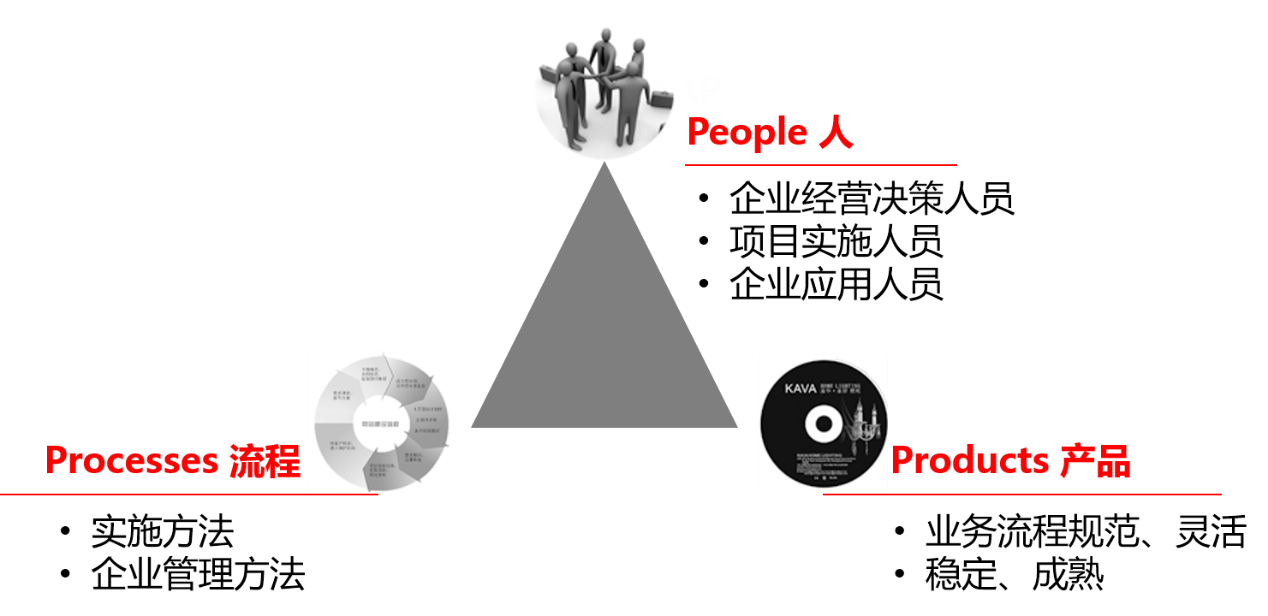 People 人
• 企业经营决策人员
• 项目实施人员
• 企业应用人员
KAVA HOME LIGHTING
Processes 流程
• 实施方法
• 企业管理方法
Products 产品
• 业务流程规范、灵活
• 稳定、成熟